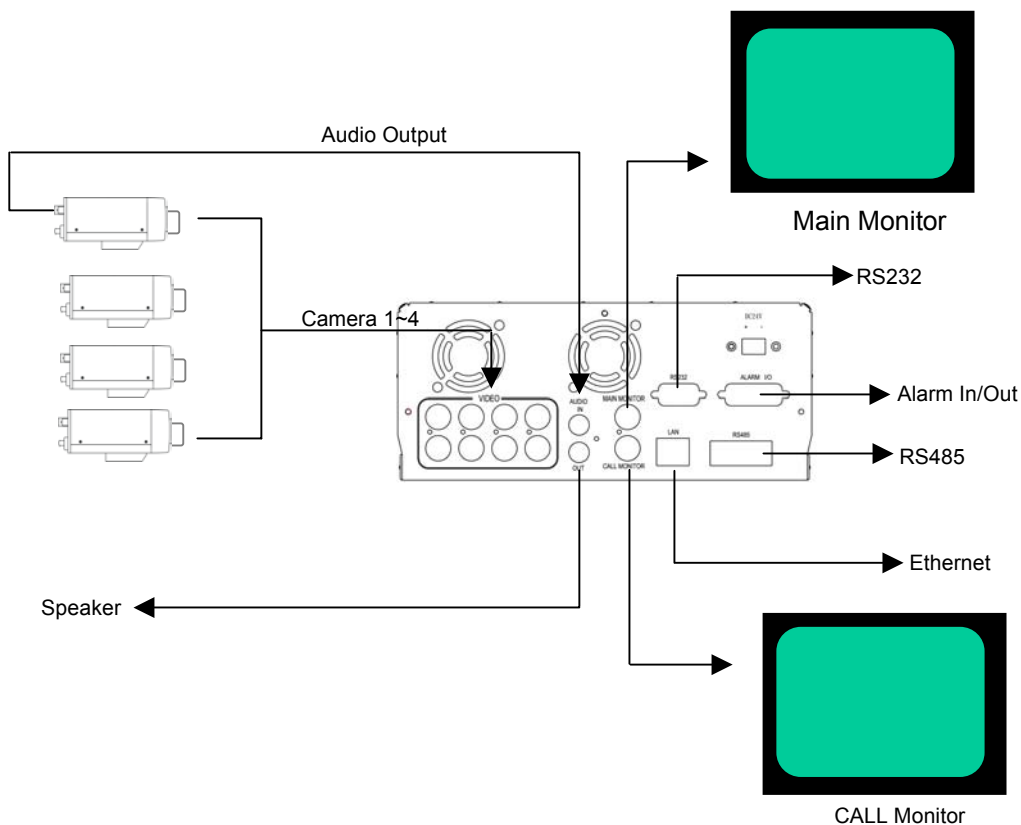 Audio Output
Main Monitor
RS232
Camera 1~4
DC24V
+ -
RS232
ALARM I/O
VIDEO
AUDIO
IN
MAIN MONITOR
Alarm In/Out
LAN
RS485
OUT
CALL MONITOR
RS485
Ethernet
Speaker
CALL Monitor